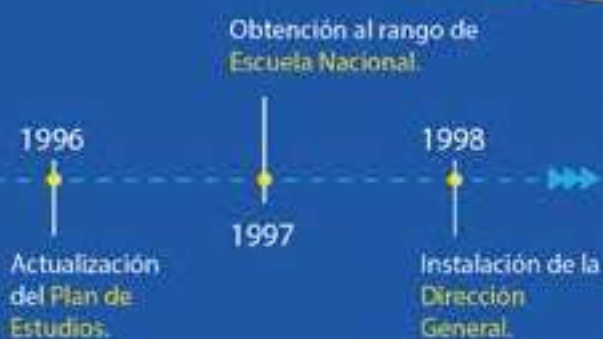 Obtención al rango de
Escuela Nacional.
1996
1998
1997
Actualización
del Plan de
Estudios.
Instalación de la
Dirección
General.